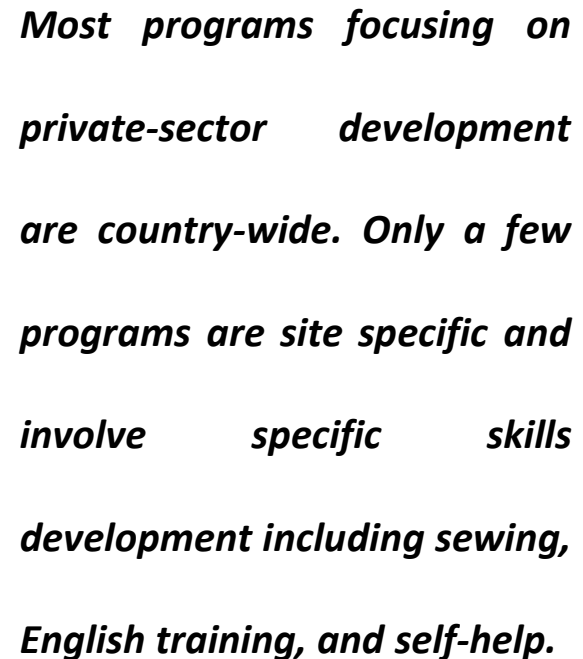 Most programs focusing on
private-sector development
are country-wide. Only a few
programs are site specific and
involve specific skills
development including sewing,
English training, and self-help.